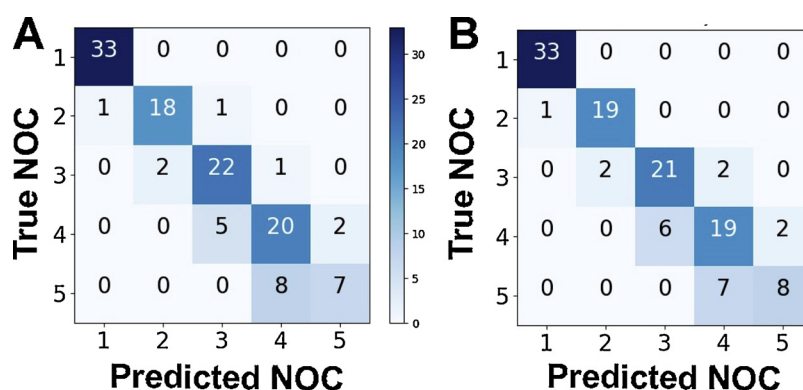 A
True NOC
1 33 0 0 0 0
2 1 18 1 0 0
3 0 2 22 1 0
4 0 0 5 20 2
5 0 0 0 8 7
1 2 3 4 5
Predicted NOC
30
25
20
15
10
5
0
B
True NOC
1 33 0 0 0 0
2 1 19 0 0 0
3 0 2 21 2 0
4 0 0 6 19 2
5 0 0 0 7 8
1 2 3 4 5
Predicted NOC